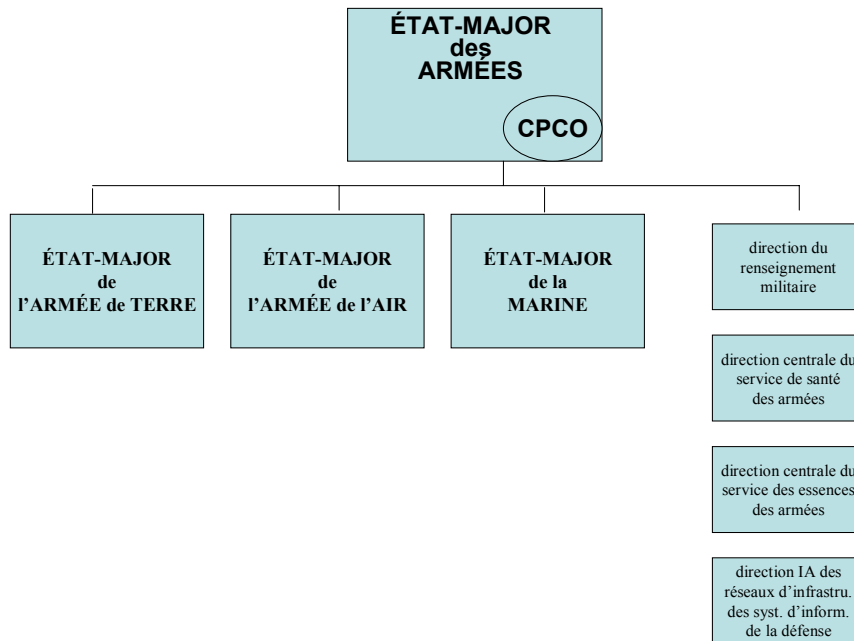 ÉTAT-MAJOR
des
ARMÉES
CPCO
ÉTAT-MAJOR
de
l’ARMÉE de TERRE
ÉTAT-MAJOR
de
l’ARMÉE de l’AIR
ÉTAT-MAJOR
de la
MARINE
direction du
renseignement
militaire
direction centrale du
service de santé
des armées
direction centrale du
service des essences
des armées
direction IA des
réseaux d’infrastru.
des syst. d’inform.
de la défense